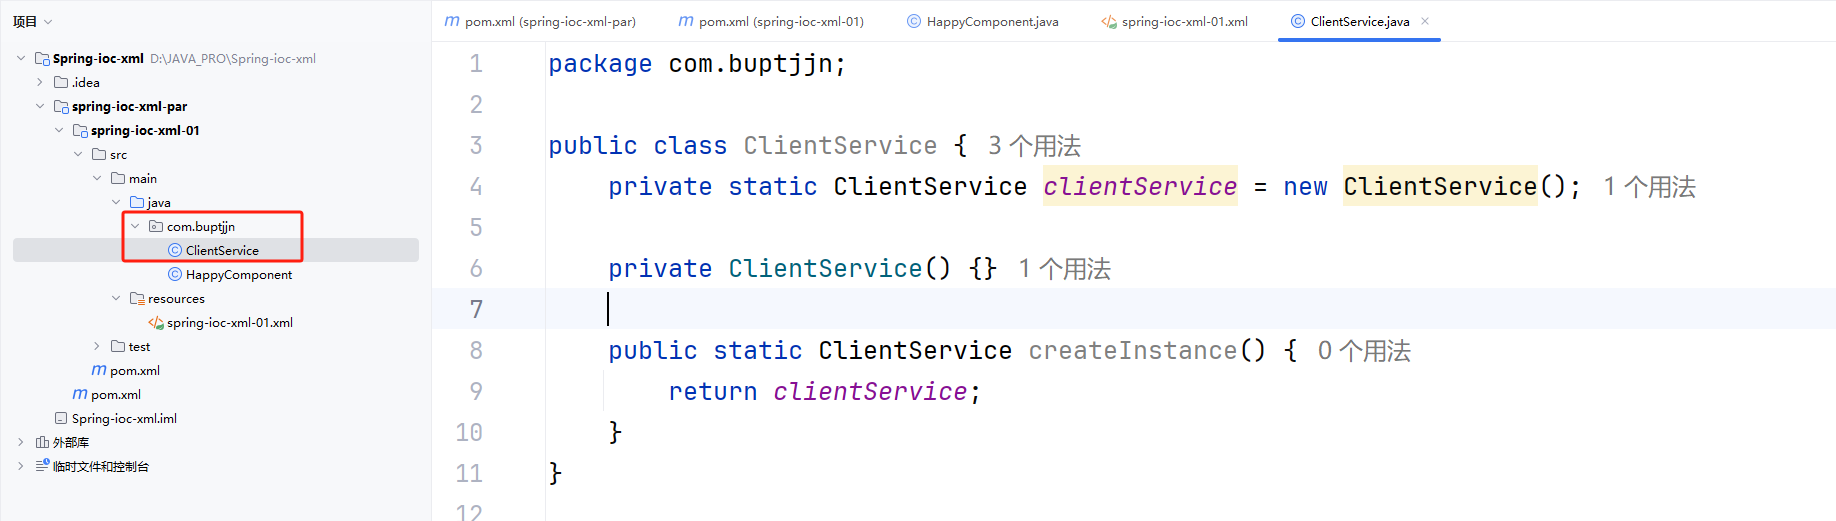 项目
Spring-ioc-xml D:\JAVA_PRO\Spring-ioc-xml
.idea
spring-ioc-xml-par
spring-ioc-xml-01
src
main
java
com.buptjjn
ClientService
HappyComponent
resources
spring-ioc-xml-01.xml
test
pom.xml
pom.xml
Spring-ioc-xml.iml
外部库
临时文件和控制台
pom.xml (spring-ioc-xml-par) pom.xml (spring-ioc-xml-01) HappyComponent.java spring-ioc-xml-01.xml ClientService.java
1 package com.buptjjn;
2
3 public class ClientService { 3 个用法
4 private static ClientService clientService = new ClientService(); 1 个用法
5
6 private ClientService() {} 1 个用法
7
8 public static ClientService createInstance() { 0 个用法
9 return clientService;
10 }
11 }
12